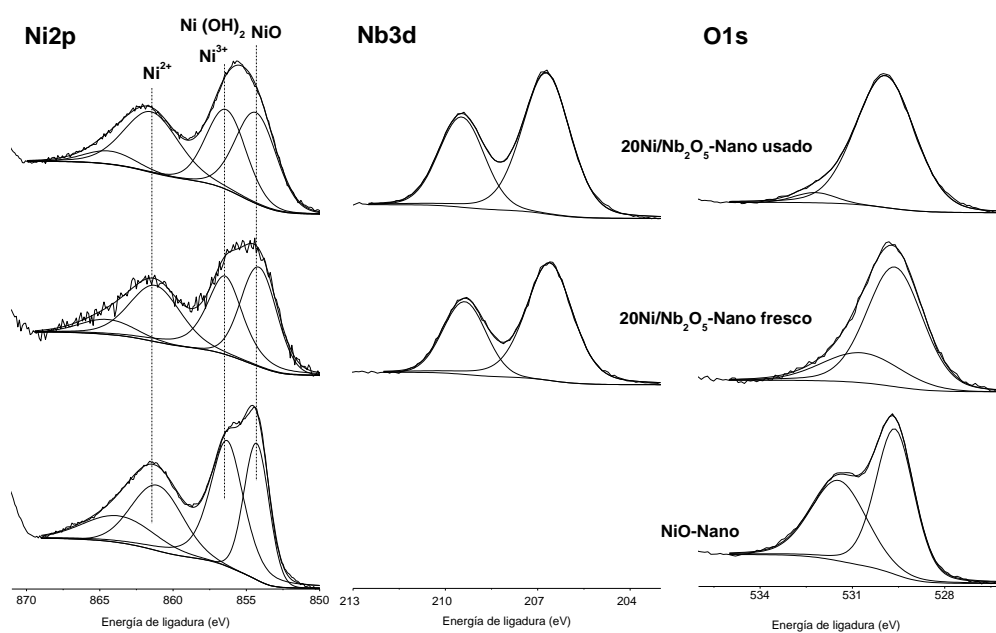 Ni2p
Nb3d
O1s
Ni (OH)₂ NiO
Ni³⁺
Ni²⁺
20Ni/Nb₂O₅-Nano usado
20Ni/Nb₂O₅-Nano fresco
NiO-Nano
870 865 860 855 850
213 210 207 204
534 531 528
Energía de ligadura (eV)
Energía de ligadura (eV)
Energía de ligadura (eV)